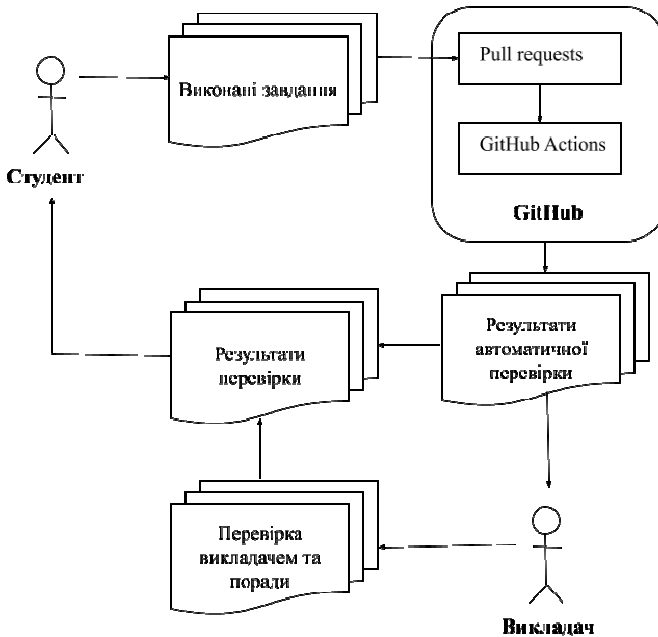 Виконані завдання
Pull requests
GitHub Actions
GitHub
Студент
Результати
перевірки
Результати
автоматичної
перевірки
Перевірка
викладачем та
поради
Викладач